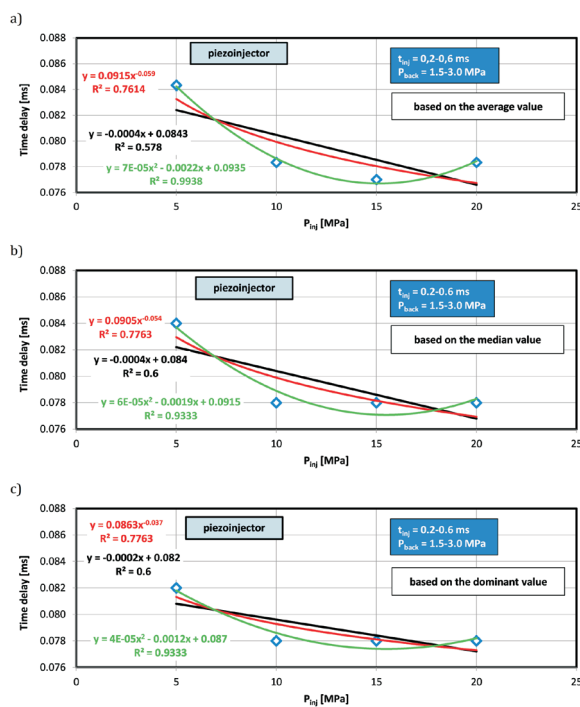 a)
0.088
0.086
0.084
0.082
0.080
0.078
0.076
Time delay [ms]
piezoinjector
t_inj = 0,2-0,6 ms
P_back = 1.5-3.0 MPa
based on the average value
y = 0.0915x^-0.059
R² = 0.7614
y = -0.0004x + 0.0843
R² = 0.578
y = 7E-05x² - 0.0022x + 0.0935
R² = 0.9938
0 5 10 15 20 25
P_inj [MPa]
b)
0.088
0.086
0.084
0.082
0.080
0.078
0.076
Time delay [ms]
piezoinjector
t_inj = 0.2-0.6 ms
P_back = 1.5-3.0 MPa
based on the median value
y = 0.0905x^-0.054
R² = 0.7763
y = -0.0004x + 0.084
R² = 0.6
y = 6E-05x² - 0.0019x + 0.0915
R² = 0.9333
0 5 10 15 20 25
P_inj [MPa]
c)
0.088
0.086
0.084
0.082
0.080
0.078
0.076
Time delay [ms]
piezoinjector
t_inj = 0.2-0.6 ms
P_back = 1.5-3.0 MPa
based on the dominant value
y = 0.0863x^-0.037
R² = 0.7763
y = -0.0002x + 0.082
R² = 0.6
y = 4E-05x² - 0.0012x + 0.087
R² = 0.9333
0 5 10 15 20 25
P_inj [MPa]